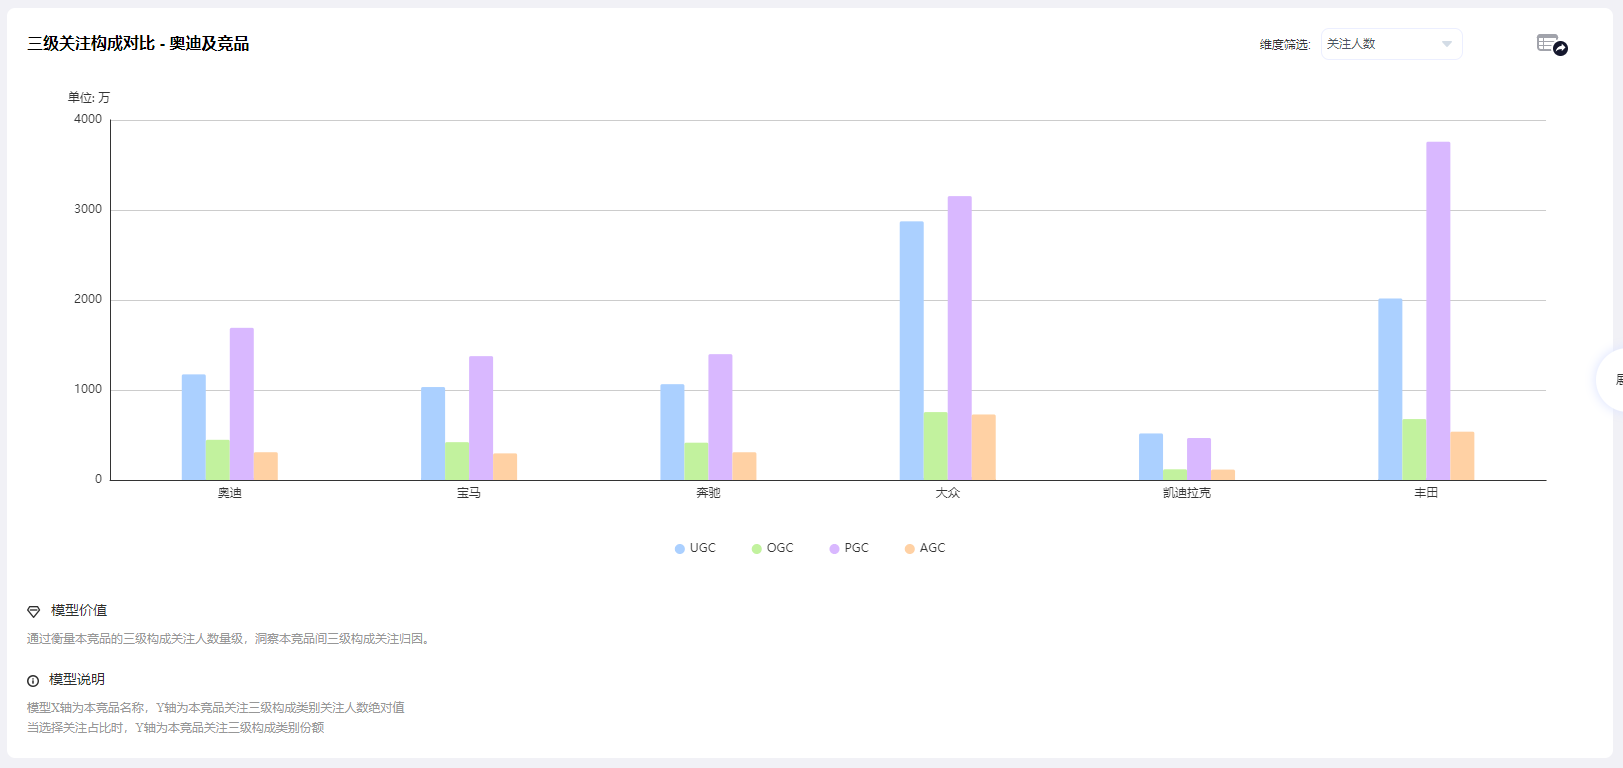 三级关注构成对比 - 奥迪及竞品
维度筛选: 关注人数
单位: 万
4000
3000
2000
1000
0
奥迪 宝马 奔驰 大众 凯迪拉克 丰田
UGC OGC PGC AGC
模型价值
通过衡量本竞品的三级构成关注人数量级，洞察本竞品间三级构成关注归因。
模型说明
模型X轴为本竞品名称，Y轴为本竞品关注三级构成类别关注人数绝对值
当选择关注占比时，Y轴为本竞品关注三级构成类别份额